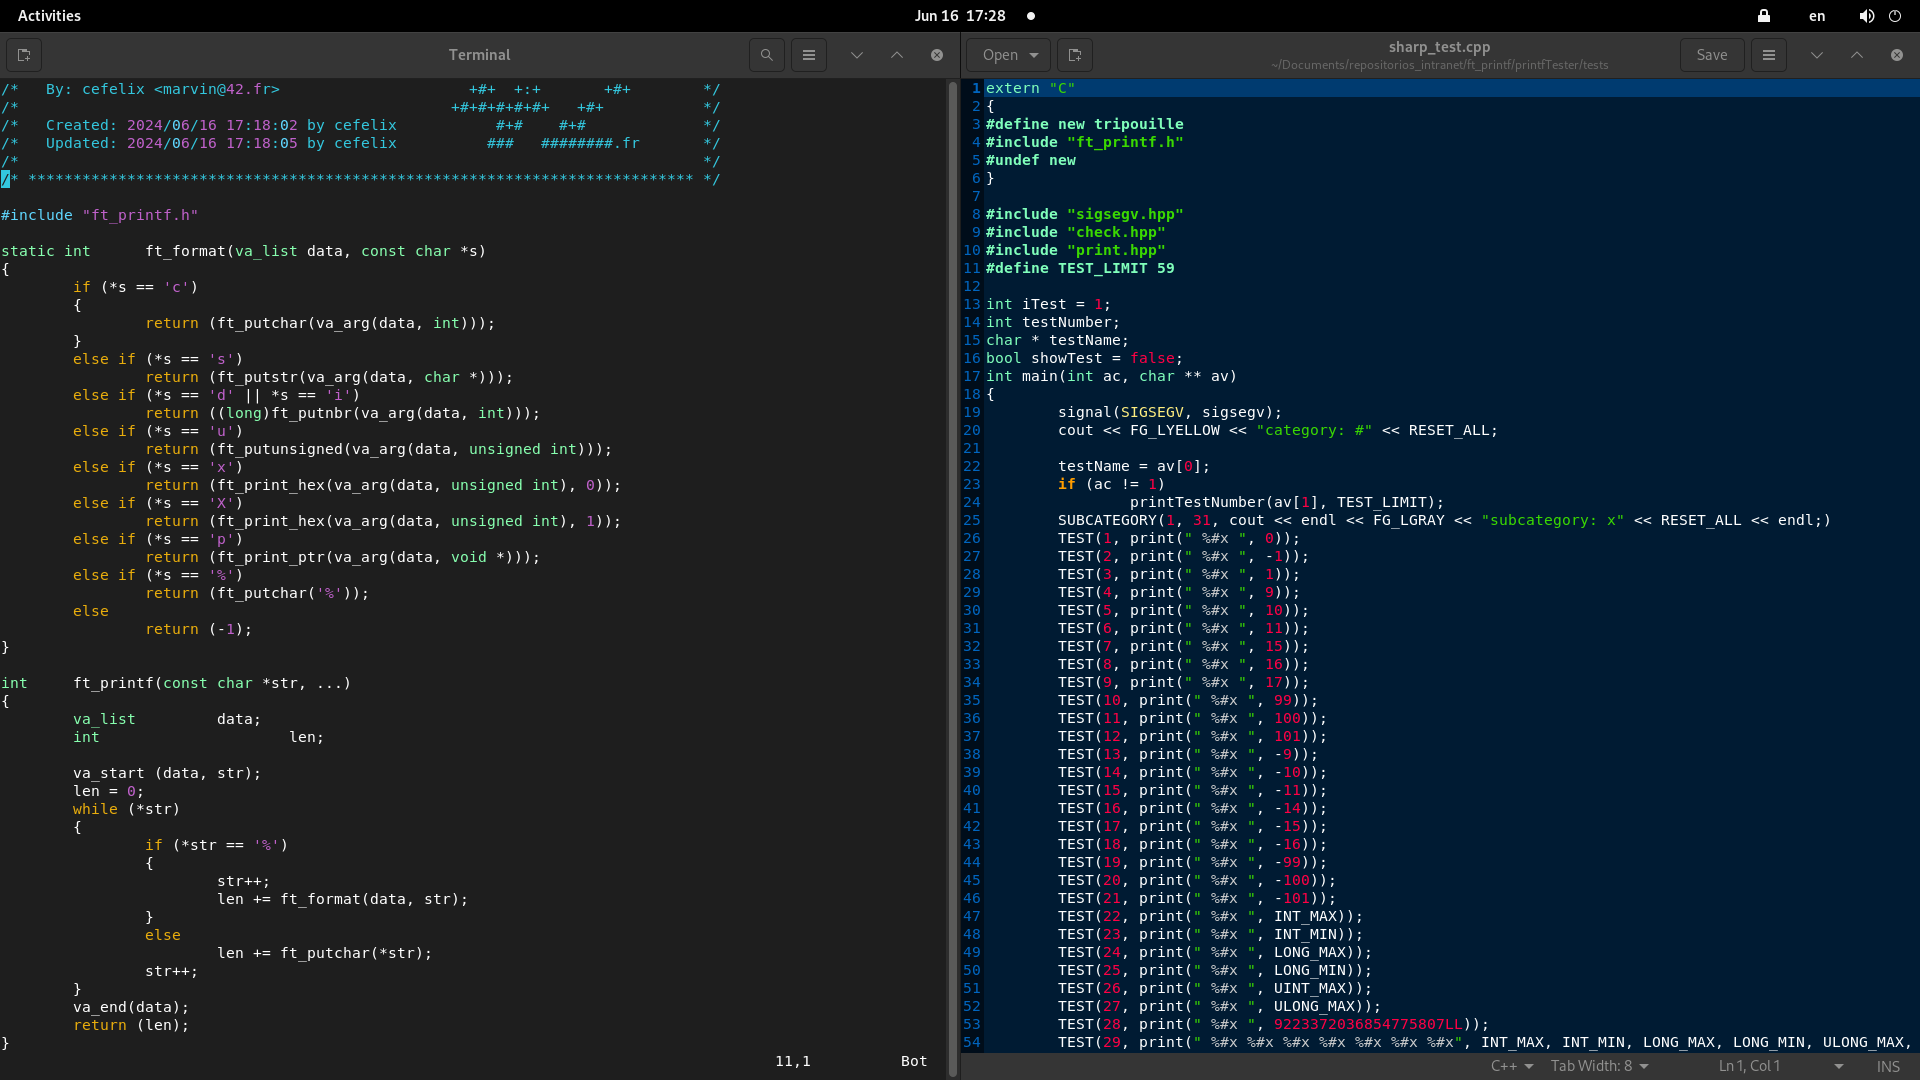 Activities
Jun 16 17:28
en
Terminal
/*   By: cefelix <marvin@42.fr>                     +#+  +:+       +#+        */
/*                                                +#+#+#+#+#+   +#+           */
/*   Created: 2024/06/16 17:18:02 by cefelix           #+#    #+#             */
/*   Updated: 2024/06/16 17:18:05 by cefelix          ###   ########.fr       */
/*                                                                            */
/* ************************************************************************** */
#include "ft_printf.h"
static int      ft_format(va_list data, const char *s)
{
        if (*s == 'c')
        {
                return (ft_putchar(va_arg(data, int)));
        }
        else if (*s == 's')
                return (ft_putstr(va_arg(data, char *)));
        else if (*s == 'd' || *s == 'i')
                return ((long)ft_putnbr(va_arg(data, int)));
        else if (*s == 'u')
                return (ft_putunsigned(va_arg(data, unsigned int)));
        else if (*s == 'x')
                return (ft_print_hex(va_arg(data, unsigned int), 0));
        else if (*s == 'X')
                return (ft_print_hex(va_arg(data, unsigned int), 1));
        else if (*s == 'p')
                return (ft_print_ptr(va_arg(data, void *)));
        else if (*s == '%')
                return (ft_putchar('%'));
        else
                return (-1);
}
int     ft_printf(const char *str, ...)
{
        va_list         data;
        int                     len;
        va_start (data, str);
        len = 0;
        while (*str)
        {
                if (*str == '%')
                {
                        str++;
                        len += ft_format(data, str);
                }
                else
                        len += ft_putchar(*str);
                str++;
        }
        va_end(data);
        return (len);
}
11,1          Bot
Open
sharp_test.cpp
~/Documents/repositorios_intranet/ft_printf/printfTester/tests
Save
1 extern "C"
2 {
3 #define new tripouille
4 #include "ft_printf.h"
5 #undef new
6 }
7
8 #include "sigsegv.hpp"
9 #include "check.hpp"
10 #include "print.hpp"
11 #define TEST_LIMIT 59
12
13 int iTest = 1;
14 int testNumber;
15 char * testName;
16 bool showTest = false;
17 int main(int ac, char ** av)
18 {
19         signal(SIGSEGV, sigsegv);
20         cout << FG_LYELLOW << "category: #" << RESET_ALL;
21
22         testName = av[0];
23         if (ac != 1)
24                 printTestNumber(av[1], TEST_LIMIT);
25         SUBCATEGORY(1, 31, cout << endl << FG_LGRAY << "subcategory: x" << RESET_ALL << endl;)
26         TEST(1, print(" %#x ", 0));
27         TEST(2, print(" %#x ", -1));
28         TEST(3, print(" %#x ", 1));
29         TEST(4, print(" %#x ", 9));
30         TEST(5, print(" %#x ", 10));
31         TEST(6, print(" %#x ", 11));
32         TEST(7, print(" %#x ", 15));
33         TEST(8, print(" %#x ", 16));
34         TEST(9, print(" %#x ", 17));
35         TEST(10, print(" %#x ", 99));
36         TEST(11, print(" %#x ", 100));
37         TEST(12, print(" %#x ", 101));
38         TEST(13, print(" %#x ", -9));
39         TEST(14, print(" %#x ", -10));
40         TEST(15, print(" %#x ", -11));
41         TEST(16, print(" %#x ", -14));
42         TEST(17, print(" %#x ", -15));
43         TEST(18, print(" %#x ", -16));
44         TEST(19, print(" %#x ", -99));
45         TEST(20, print(" %#x ", -100));
46         TEST(21, print(" %#x ", -101));
47         TEST(22, print(" %#x ", INT_MAX));
48         TEST(23, print(" %#x ", INT_MIN));
49         TEST(24, print(" %#x ", LONG_MAX));
50         TEST(25, print(" %#x ", LONG_MIN));
51         TEST(26, print(" %#x ", UINT_MAX));
52         TEST(27, print(" %#x ", ULONG_MAX));
53         TEST(28, print(" %#x ", 9223372036854775807LL));
54         TEST(29, print(" %#x %#x %#x %#x %#x %#x %#x", INT_MAX, INT_MIN, LONG_MAX, LONG_MIN, ULONG_MAX,
C++ Tab Width: 8 Ln 1, Col 1 INS